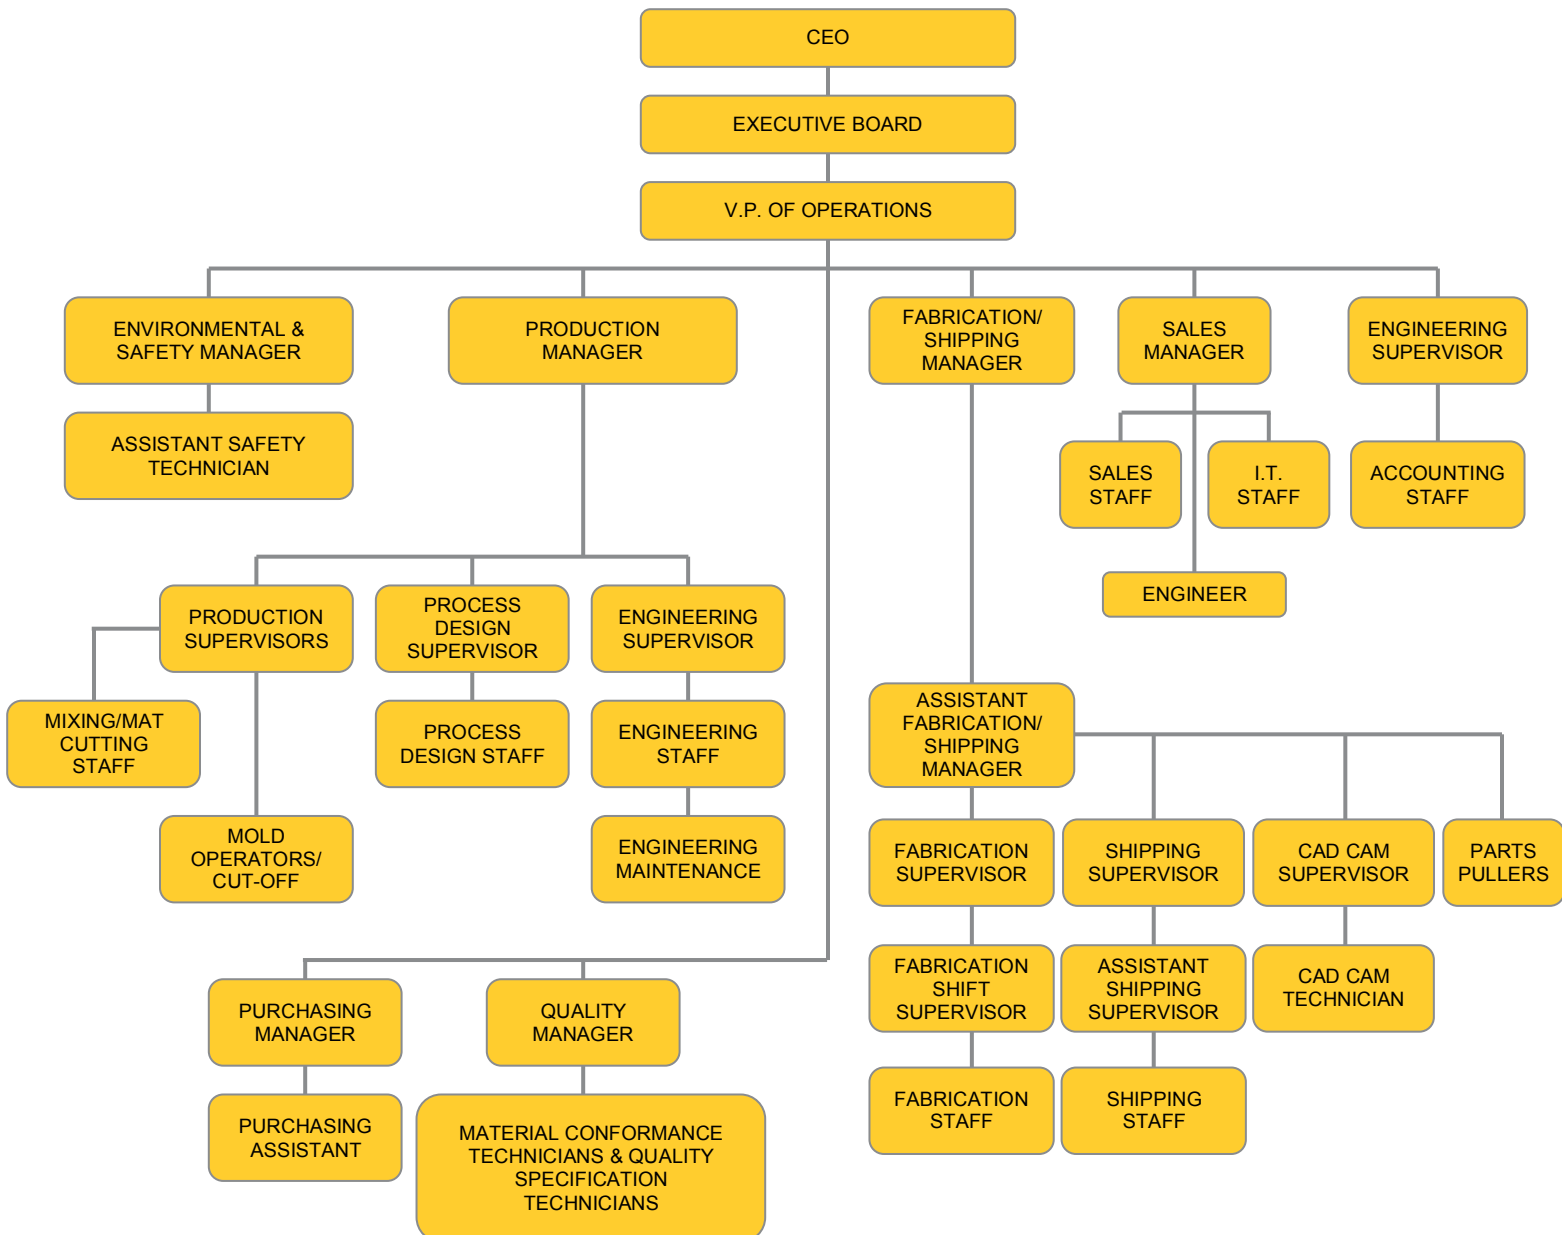 CEO
EXECUTIVE BOARD
V.P. OF OPERATIONS
ENVIRONMENTAL &
SAFETY MANAGER
PRODUCTION
MANAGER
FABRICATION/
SHIPPING
MANAGER
SALES
MANAGER
ENGINEERING
SUPERVISOR
ASSISTANT SAFETY
TECHNICIAN
SALES
STAFF
I.T.
STAFF
ACCOUNTING
STAFF
ENGINEER
PRODUCTION
SUPERVISORS
PROCESS
DESIGN
SUPERVISOR
ENGINEERING
SUPERVISOR
MIXING/MAT
CUTTING
STAFF
PROCESS
DESIGN STAFF
ENGINEERING
STAFF
ASSISTANT
FABRICATION/
SHIPPING
MANAGER
MOLD
OPERATORS/
CUT-OFF
ENGINEERING
MAINTENANCE
FABRICATION
SUPERVISOR
SHIPPING
SUPERVISOR
CAD CAM
SUPERVISOR
PARTS
PULLERS
PURCHASING
MANAGER
QUALITY
MANAGER
FABRICATION
SHIFT
SUPERVISOR
ASSISTANT
SHIPPING
SUPERVISOR
CAD CAM
TECHNICIAN
PURCHASING
ASSISTANT
MATERIAL CONFORMANCE
TECHNICIANS & QUALITY
SPECIFICATION
TECHNICIANS
FABRICATION
STAFF
SHIPPING
STAFF